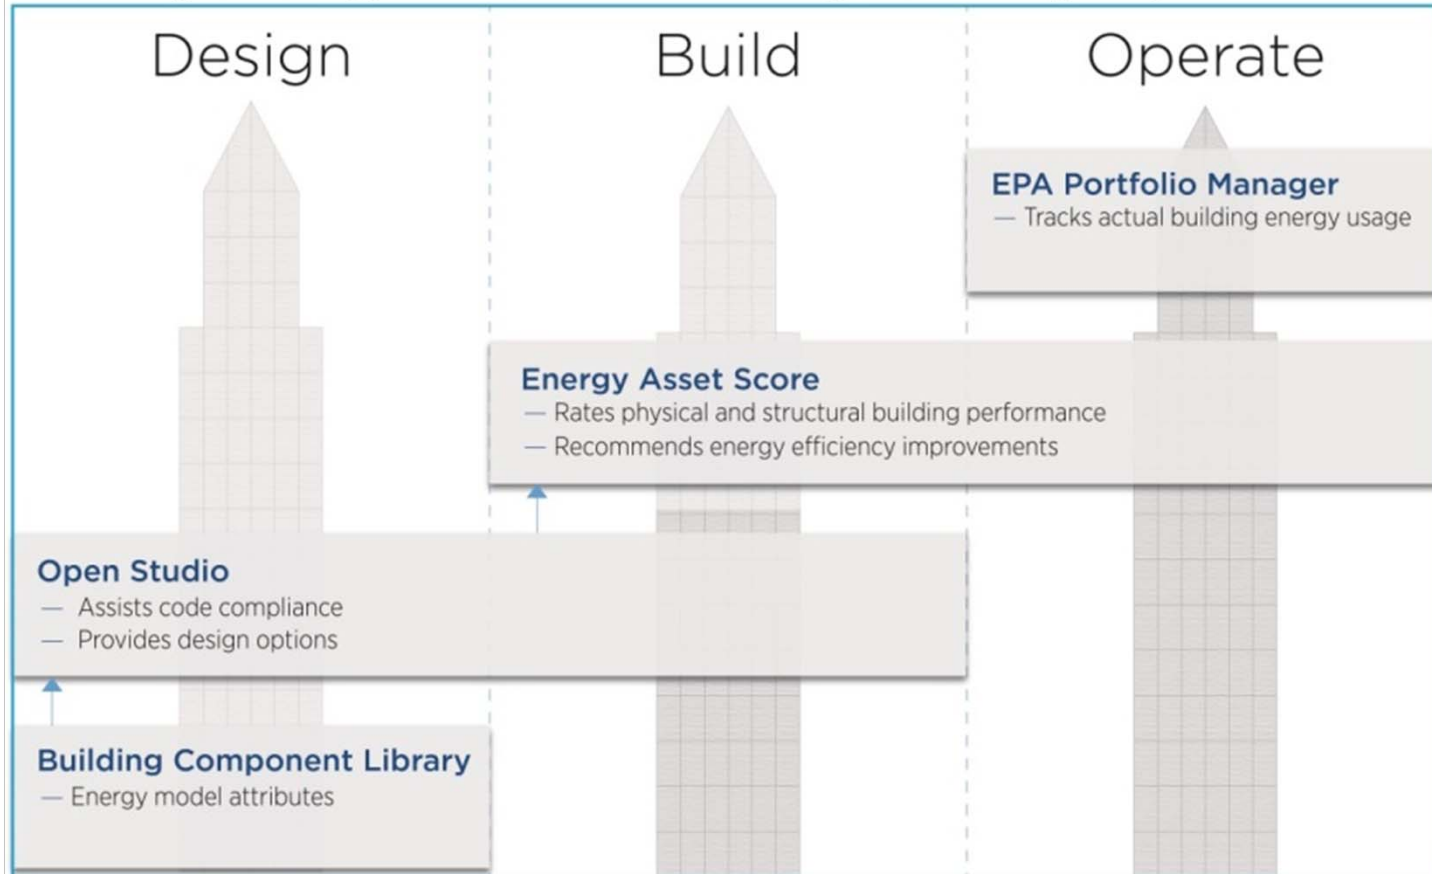 Design
Build
Operate
EPA Portfolio Manager
— Tracks actual building energy usage
Energy Asset Score
— Rates physical and structural building performance
— Recommends energy efficiency improvements
Open Studio
— Assists code compliance
— Provides design options
Building Component Library
— Energy model attributes